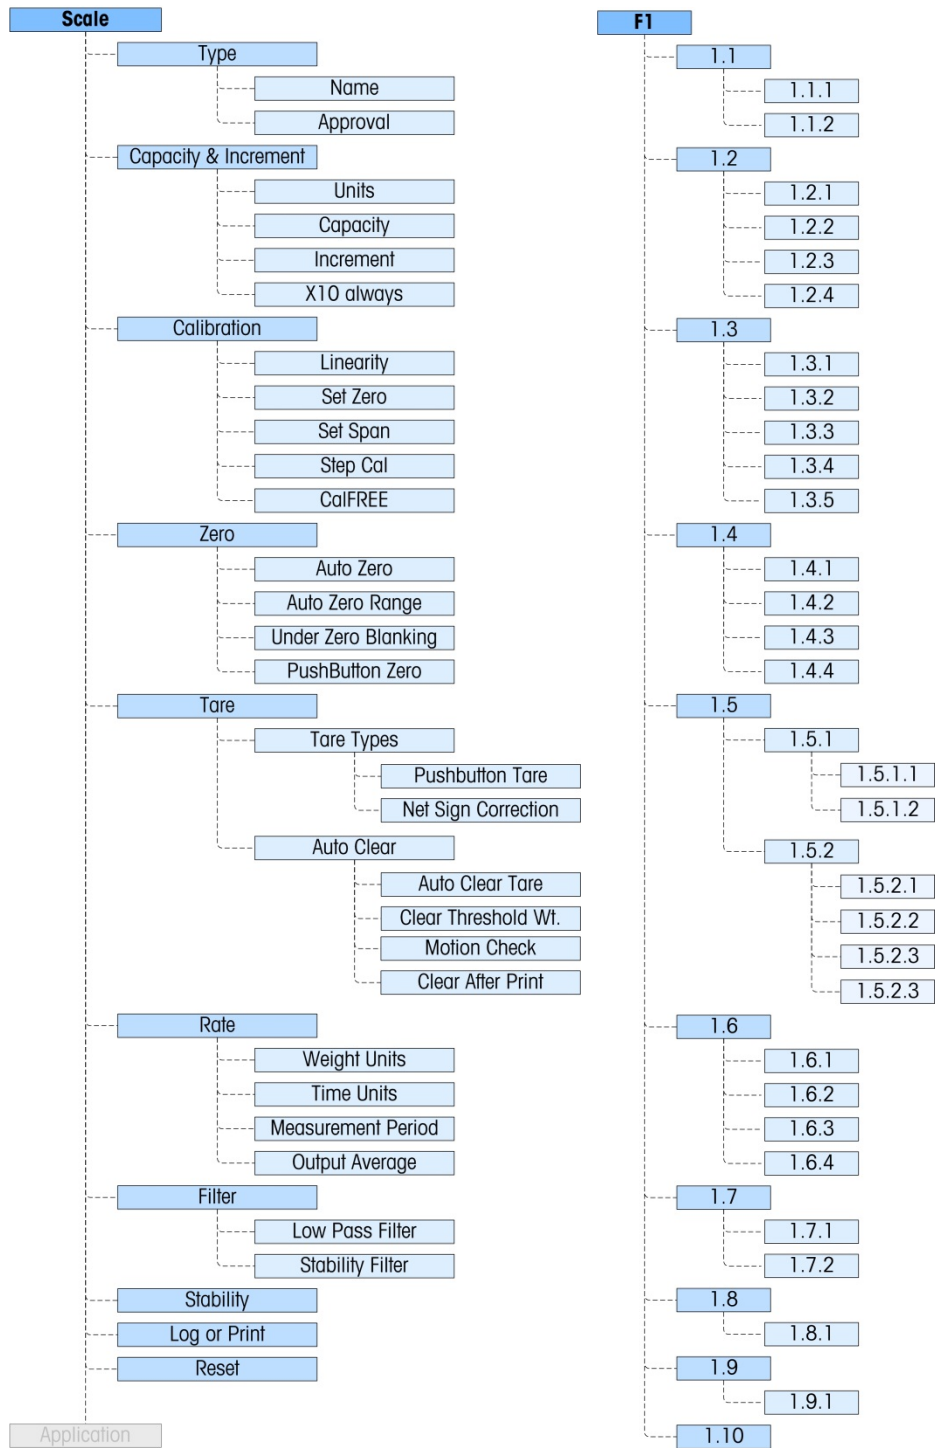 Scale
Type
Name
Approval
Capacity & Increment
Units
Capacity
Increment
X10 always
Calibration
Linearity
Set Zero
Set Span
Step Cal
CalFREE
Zero
Auto Zero
Auto Zero Range
Under Zero Blanking
PushButton Zero
Tare
Tare Types
Pushbutton Tare
Net Sign Correction
Auto Clear
Auto Clear Tare
Clear Threshold Wt.
Motion Check
Clear After Print
Rate
Weight Units
Time Units
Measurement Period
Output Average
Filter
Low Pass Filter
Stability Filter
Stability
Log or Print
Reset
Application
F1
1.1
1.1.1
1.1.2
1.2
1.2.1
1.2.2
1.2.3
1.2.4
1.3
1.3.1
1.3.2
1.3.3
1.3.4
1.3.5
1.4
1.4.1
1.4.2
1.4.3
1.4.4
1.5
1.5.1
1.5.1.1
1.5.1.2
1.5.2
1.5.2.1
1.5.2.2
1.5.2.3
1.5.2.3
1.6
1.6.1
1.6.2
1.6.3
1.6.4
1.7
1.7.1
1.7.2
1.8
1.8.1
1.9
1.9.1
1.10